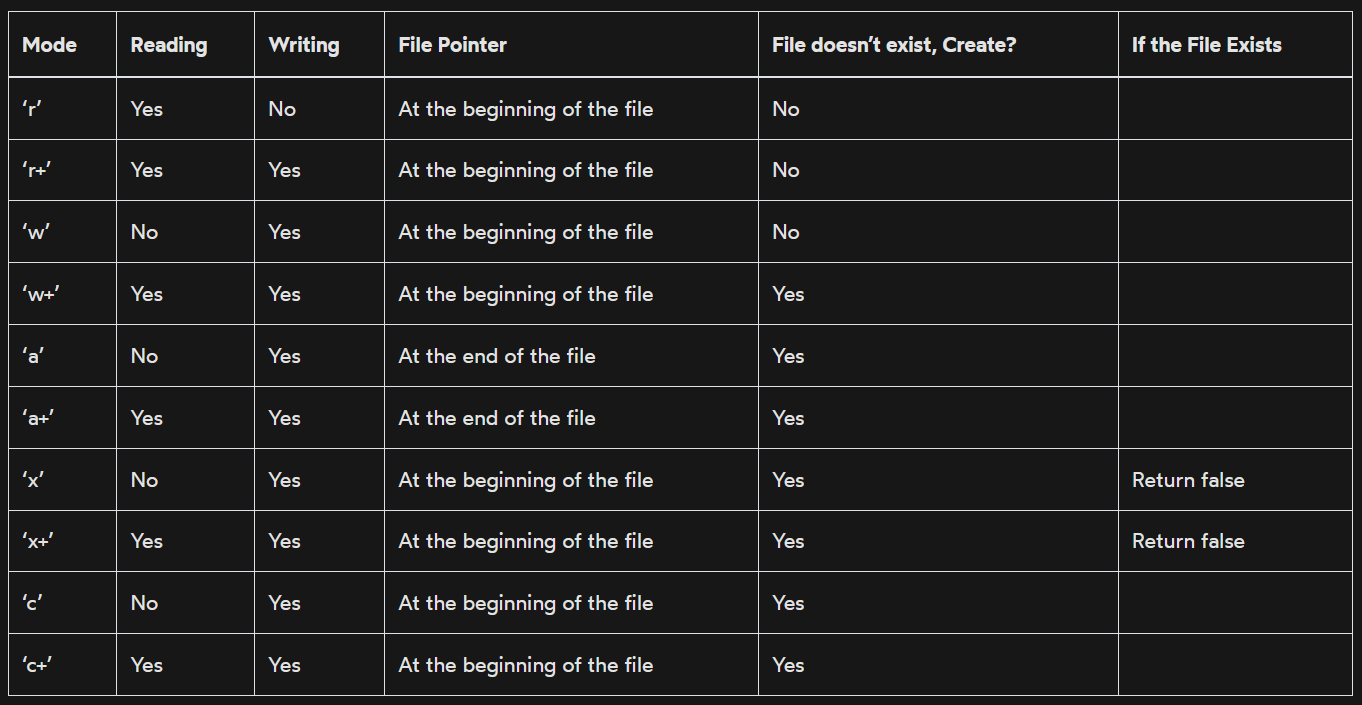 Mode Reading Writing File Pointer File doesn’t exist, Create? If the File Exists
‘r’ Yes No At the beginning of the file No
‘r+’ Yes Yes At the beginning of the file No
‘w’ No Yes At the beginning of the file No
‘w+’ Yes Yes At the beginning of the file Yes
‘a’ No Yes At the end of the file Yes
‘a+’ Yes Yes At the end of the file Yes
‘x’ No Yes At the beginning of the file Yes Return false
‘x+’ Yes Yes At the beginning of the file Yes Return false
‘c’ No Yes At the beginning of the file Yes
‘c+’ Yes Yes At the beginning of the file Yes